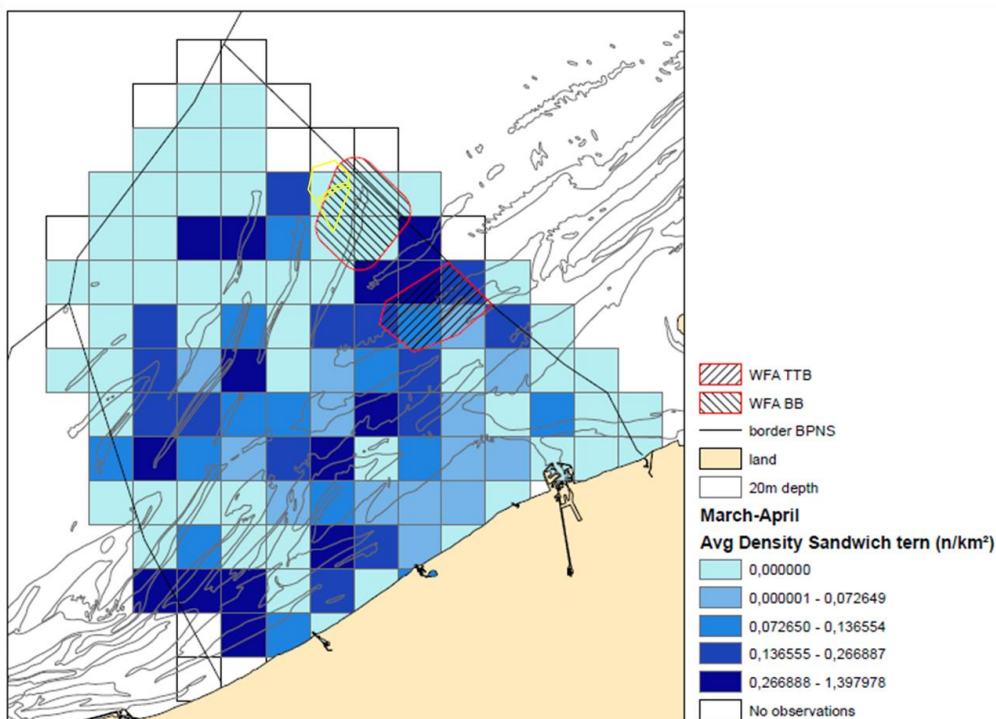 WFA TTB
WFA BB
border BPNS
land
20m depth
March-April
Avg Density Sandwich tern (n/km²)
0,000000
0,000001 - 0,072649
0,072650 - 0,136554
0,136555 - 0,266887
0,266888 - 1,397978
No observations